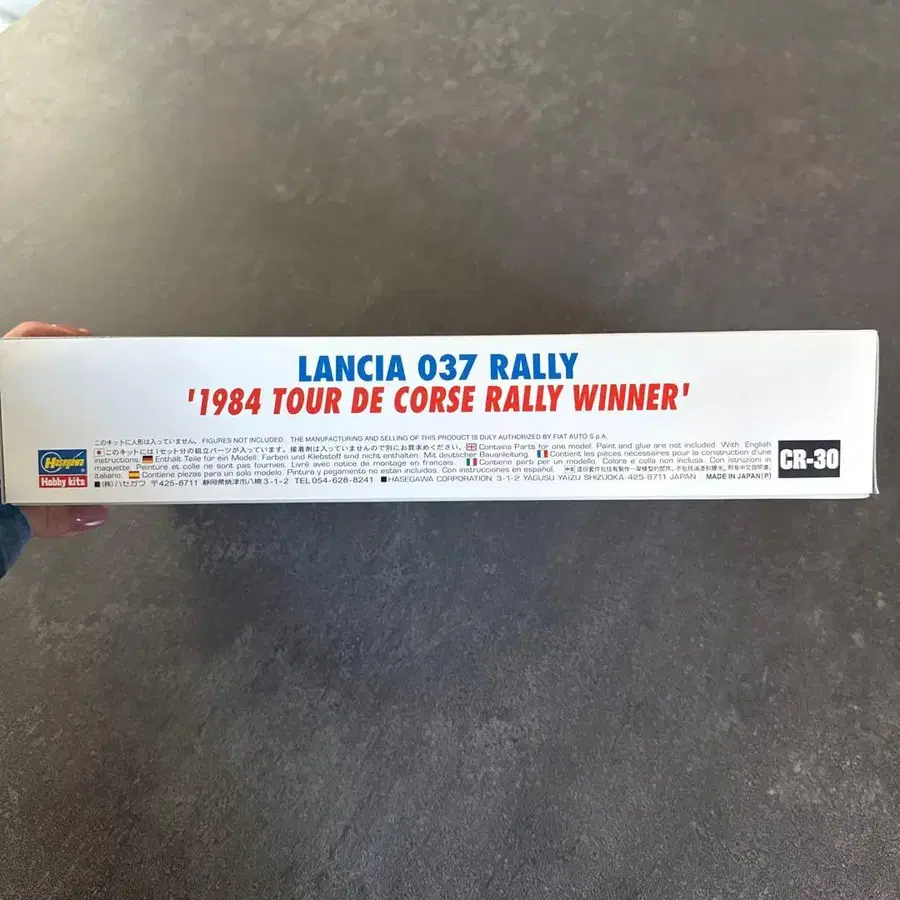 LANCIA 037 RALLY
'1984 TOUR DE CORSE RALLY WINNER'
このキットに人形は入っていません。 FIGURES NOT INCLUDED THE MANUFACTURING AND SELLING OF THIS PRODUCT IS DULY AUTHORIZED BY FIAT AUTO S.p.A.
このキットには1セット分の組立パーツが入っています。接着剤は入っていませんので別にお買求めください。 Contains Parts for one model. Paint and glue are not included. With English
instructions. Enthält Teile für ein Modell. Farben und Klebstoff sind nicht enthalten. Mit deutscher Bauanleitung. Contient les pièces nécessaires pour la construction d'une
maquette. Peinture et colle ne sont pas fournies. Livré avec notice de montage en francais. Contiene parti per un modello. Colore e colla non inclusa. Con istruzioni in
italiano. Contiene piezas para un solo modelo. Pintura y pegamento no están incluidos. Con instrucciones en español.
■(株)ハセガワ 〒425-8711 静岡県焼津市八楠3-1-2 TEL054-628-8241 ■HASEGAWA CORPORATION 3-1-2 YAGUSU YAIZU SHIZUOKA 425-8711 JAPAN MADE IN JAPAN(P)
Hasegawa
Hobby kits
CR-30